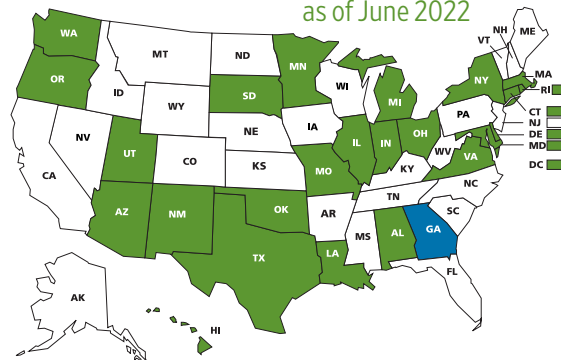 as of June 2022
WA
MT
ND
MN
VT
NH
ME
OR
ID
SD
WI
MI
NY
MA
RI
WY
NV
UT
CO
NE
IA
IL
IN
OH
PA
CT
NJ
DE
MD
DC
CA
KS
MO
KY
WV
VA
AZ
NM
OK
AR
TN
NC
SC
TX
LA
MS
AL
GA
FL
AK
HI